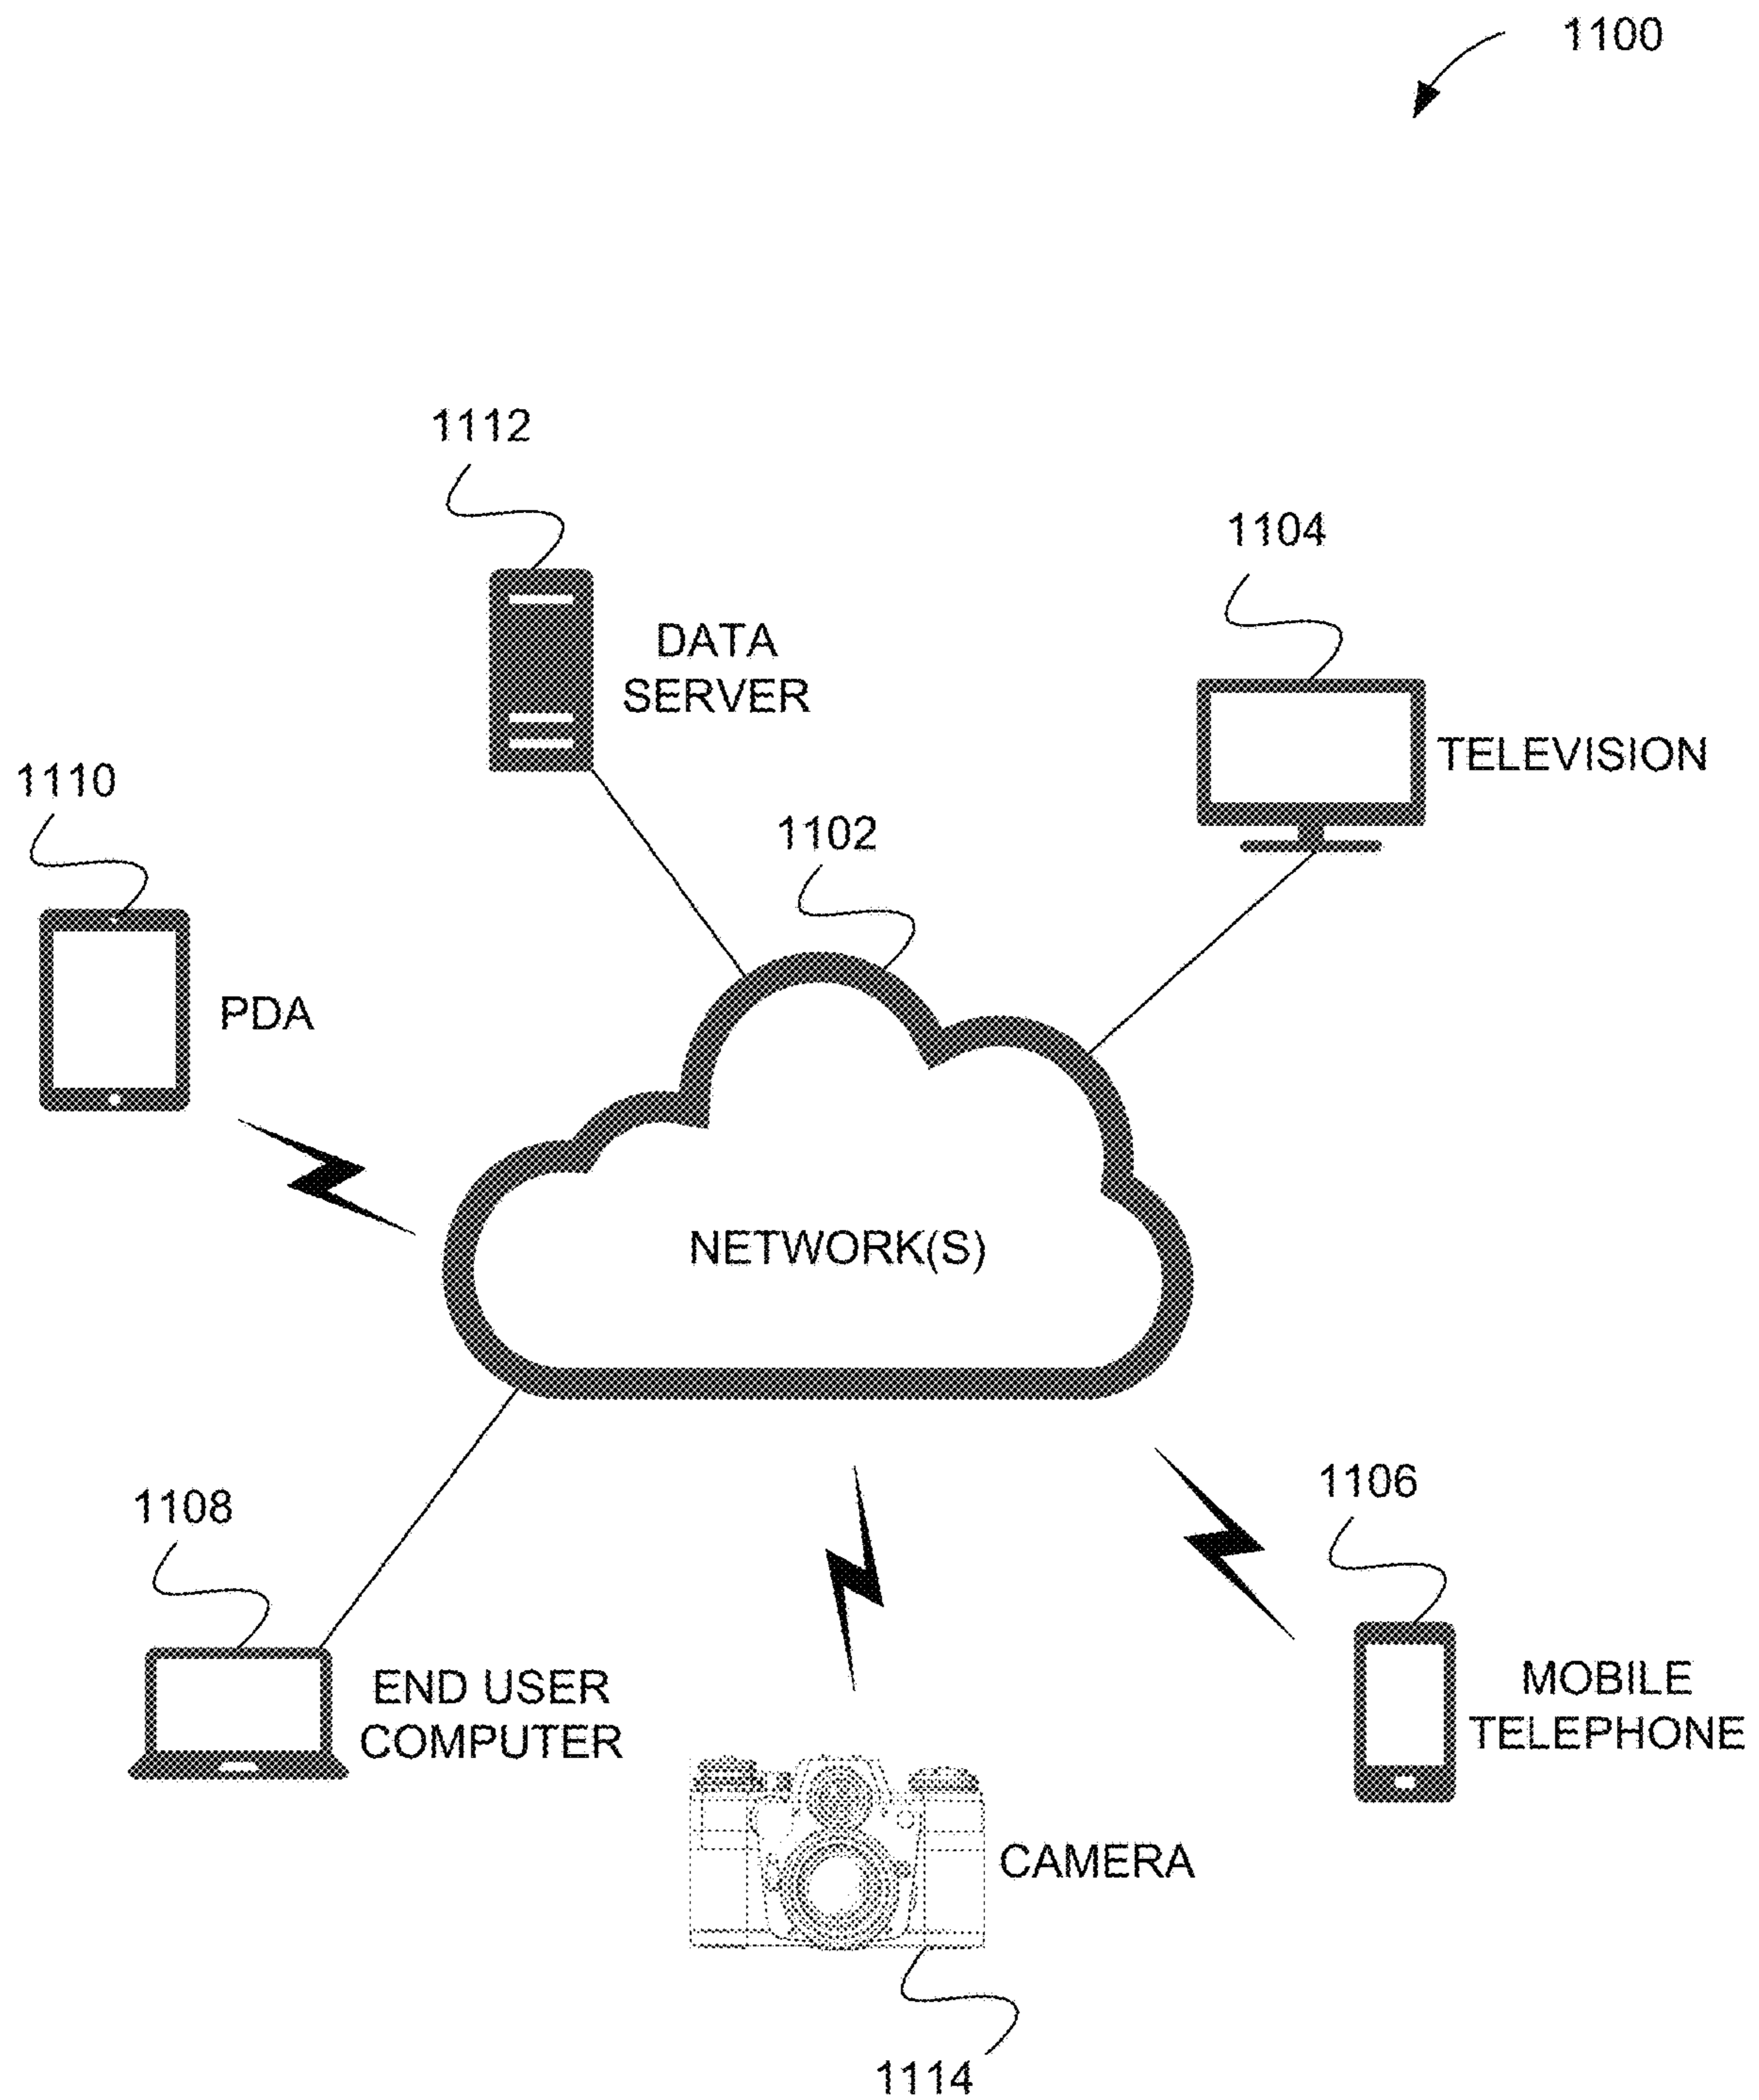 1100
1112
DATA
SERVER
1104
TELEVISION
1110
PDA
1102
NETWORK(S)
1108
END USER
COMPUTER
1106
MOBILE
TELEPHONE
CAMERA
1114